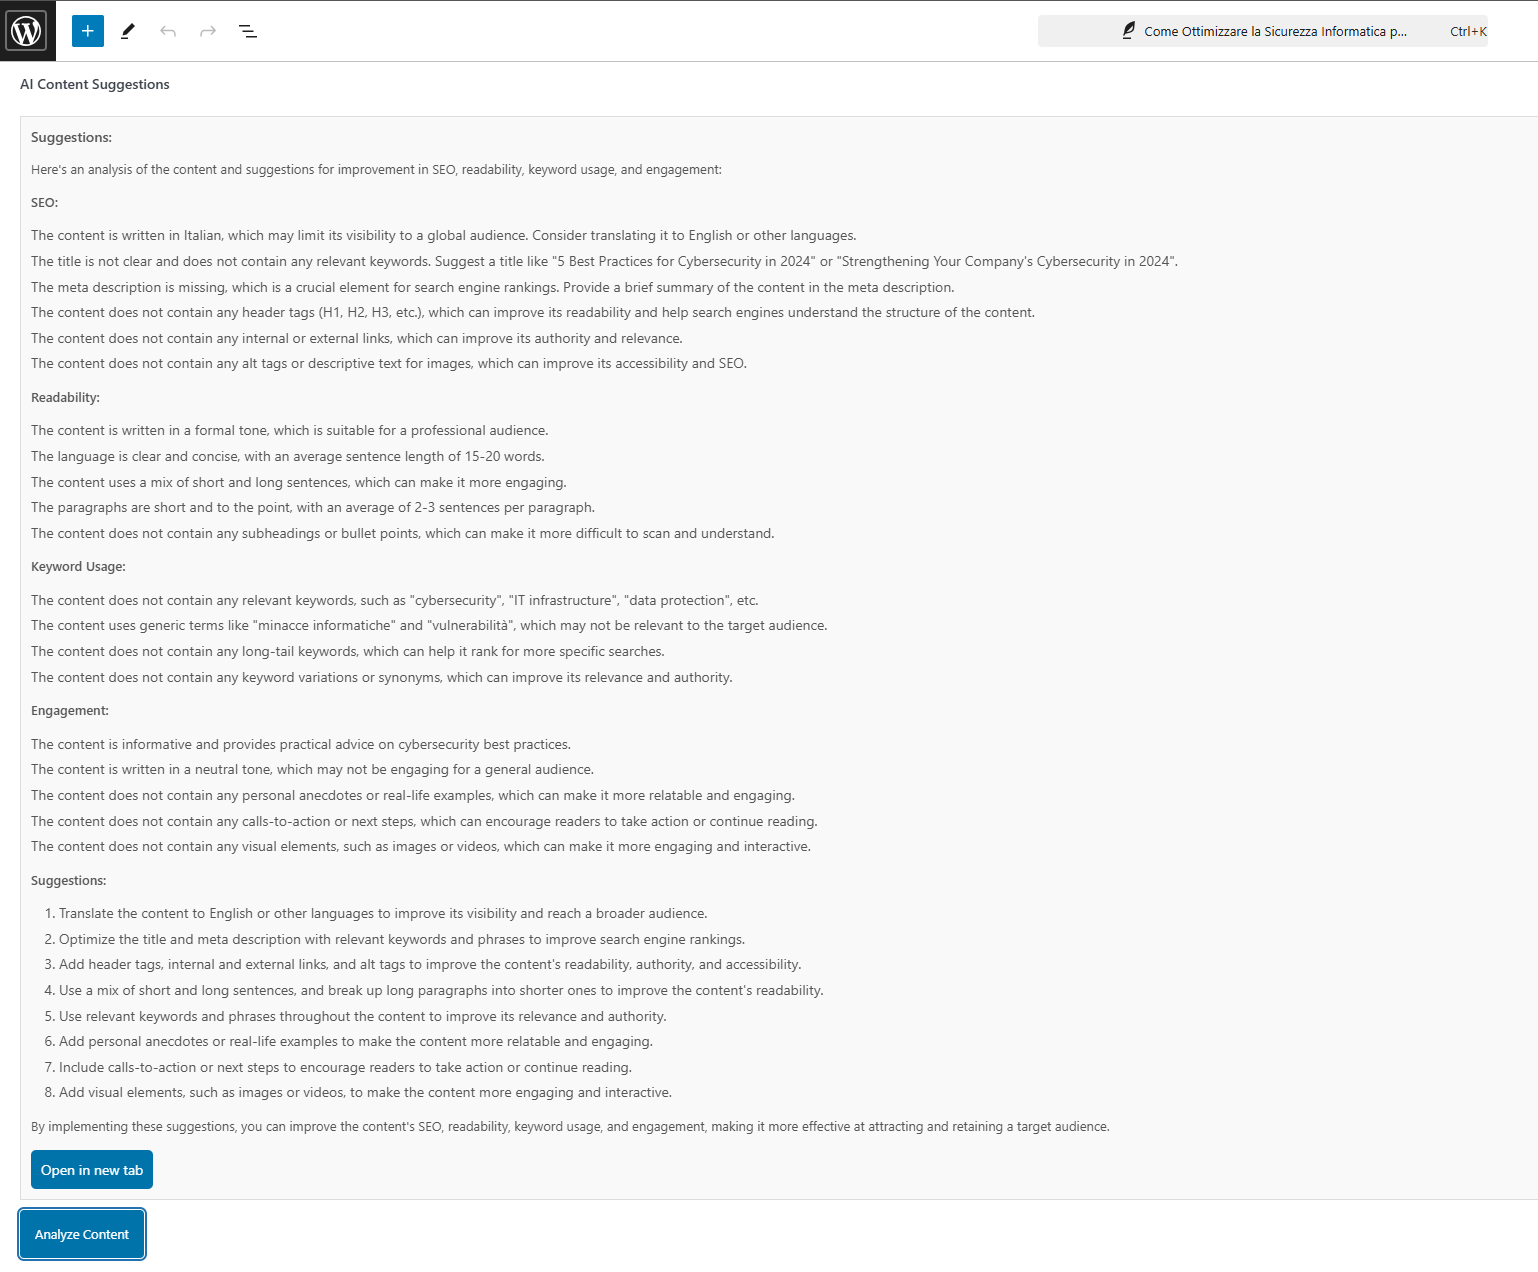 Come Ottimizzare la Sicurezza Informatica p... Ctrl+K
AI Content Suggestions
Suggestions:
Here's an analysis of the content and suggestions for improvement in SEO, readability, keyword usage, and engagement:
SEO:
The content is written in Italian, which may limit its visibility to a global audience. Consider translating it to English or other languages.
The title is not clear and does not contain any relevant keywords. Suggest a title like "5 Best Practices for Cybersecurity in 2024" or "Strengthening Your Company's Cybersecurity in 2024".
The meta description is missing, which is a crucial element for search engine rankings. Provide a brief summary of the content in the meta description.
The content does not contain any header tags (H1, H2, H3, etc.), which can improve its readability and help search engines understand the structure of the content.
The content does not contain any internal or external links, which can improve its authority and relevance.
The content does not contain any alt tags or descriptive text for images, which can improve its accessibility and SEO.
Readability:
The content is written in a formal tone, which is suitable for a professional audience.
The language is clear and concise, with an average sentence length of 15-20 words.
The content uses a mix of short and long sentences, which can make it more engaging.
The paragraphs are short and to the point, with an average of 2-3 sentences per paragraph.
The content does not contain any subheadings or bullet points, which can make it more difficult to scan and understand.
Keyword Usage:
The content does not contain any relevant keywords, such as "cybersecurity", "IT infrastructure", "data protection", etc.
The content uses generic terms like "minacce informatiche" and "vulnerabilità", which may not be relevant to the target audience.
The content does not contain any long-tail keywords, which can help it rank for more specific searches.
The content does not contain any keyword variations or synonyms, which can improve its relevance and authority.
Engagement:
The content is informative and provides practical advice on cybersecurity best practices.
The content is written in a neutral tone, which may not be engaging for a general audience.
The content does not contain any personal anecdotes or real-life examples, which can make it more relatable and engaging.
The content does not contain any calls-to-action or next steps, which can encourage readers to take action or continue reading.
The content does not contain any visual elements, such as images or videos, which can make it more engaging and interactive.
Suggestions:
1. Translate the content to English or other languages to improve its visibility and reach a broader audience.
2. Optimize the title and meta description with relevant keywords and phrases to improve search engine rankings.
3. Add header tags, internal and external links, and alt tags to improve the content's readability, authority, and accessibility.
4. Use a mix of short and long sentences, and break up long paragraphs into shorter ones to improve the content's readability.
5. Use relevant keywords and phrases throughout the content to improve its relevance and authority.
6. Add personal anecdotes or real-life examples to make the content more relatable and engaging.
7. Include calls-to-action or next steps to encourage readers to take action or continue reading.
8. Add visual elements, such as images or videos, to make the content more engaging and interactive.
By implementing these suggestions, you can improve the content's SEO, readability, keyword usage, and engagement, making it more effective at attracting and retaining a target audience.
Open in new tab
Analyze Content